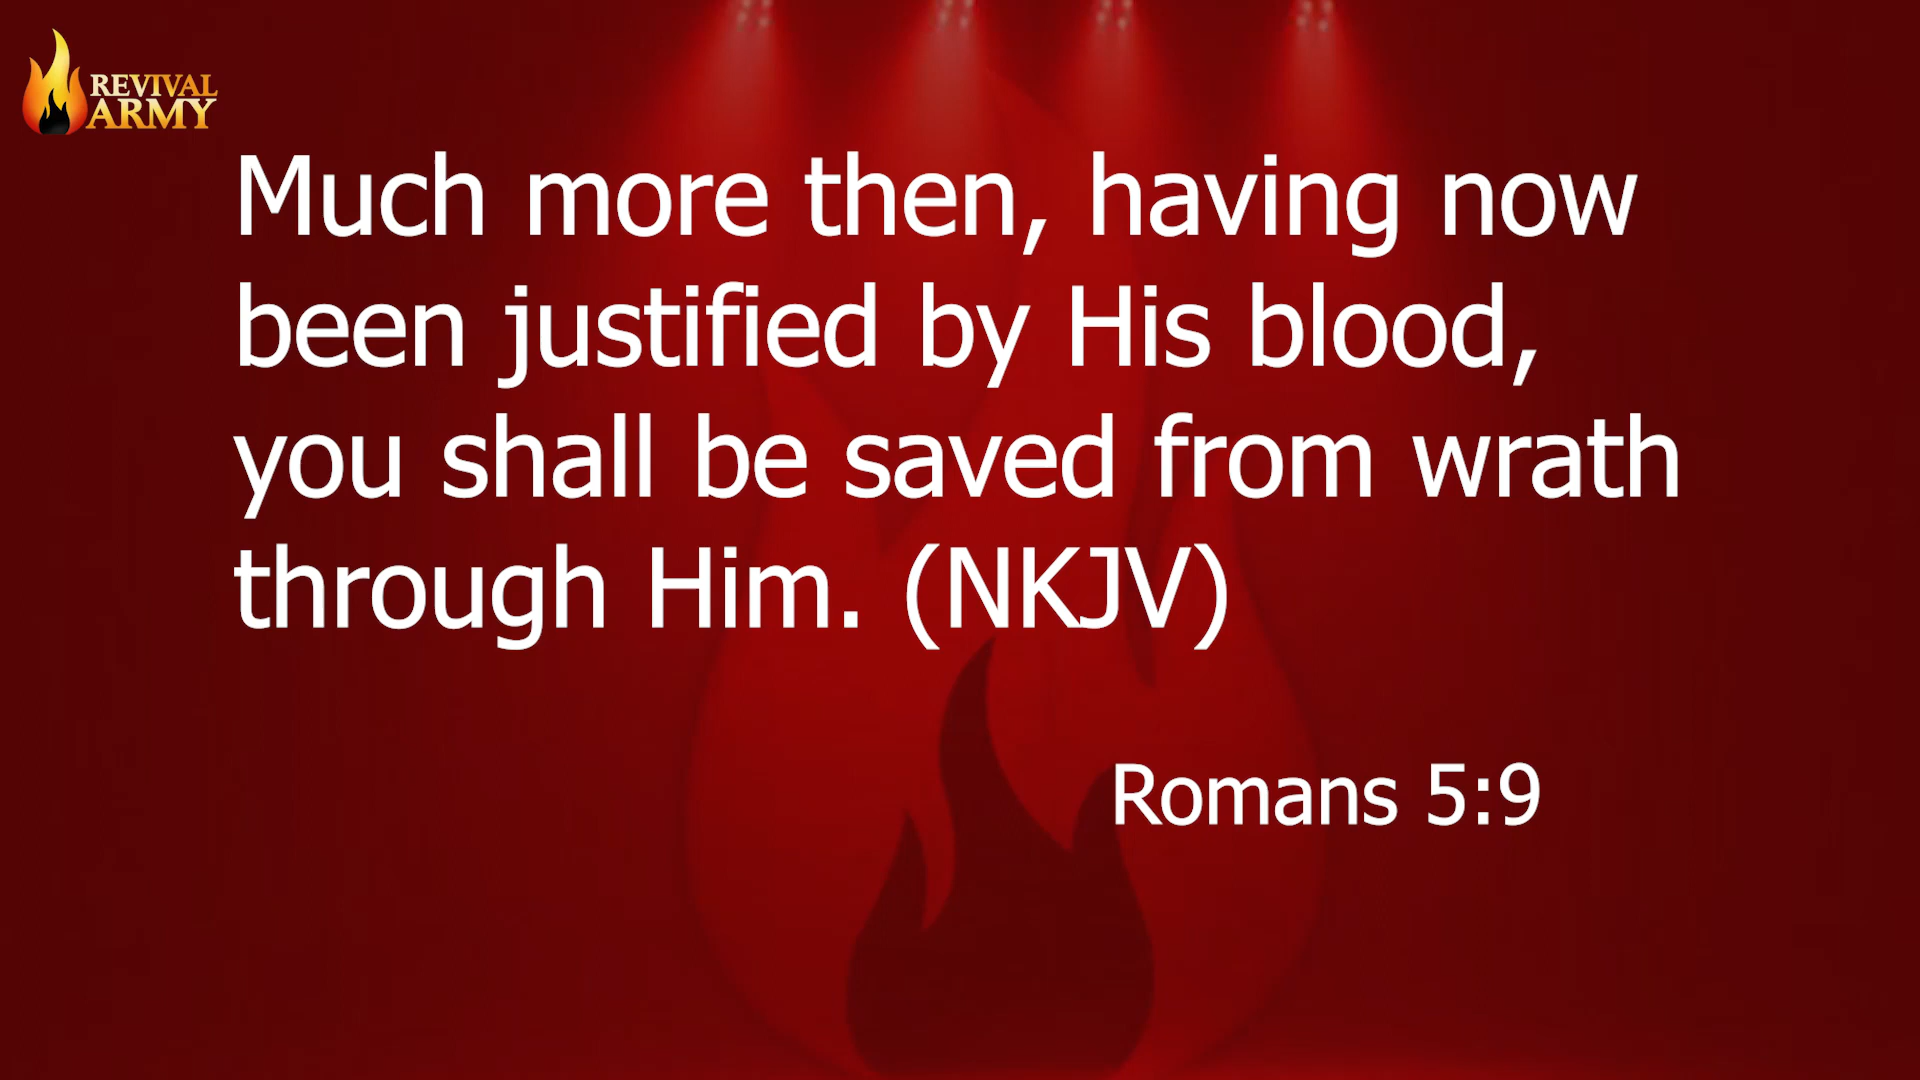 REVIVAL
ARMY
Much more then, having now
been justified by His blood,
you shall be saved from wrath
through Him. (NKJV)
Romans 5:9